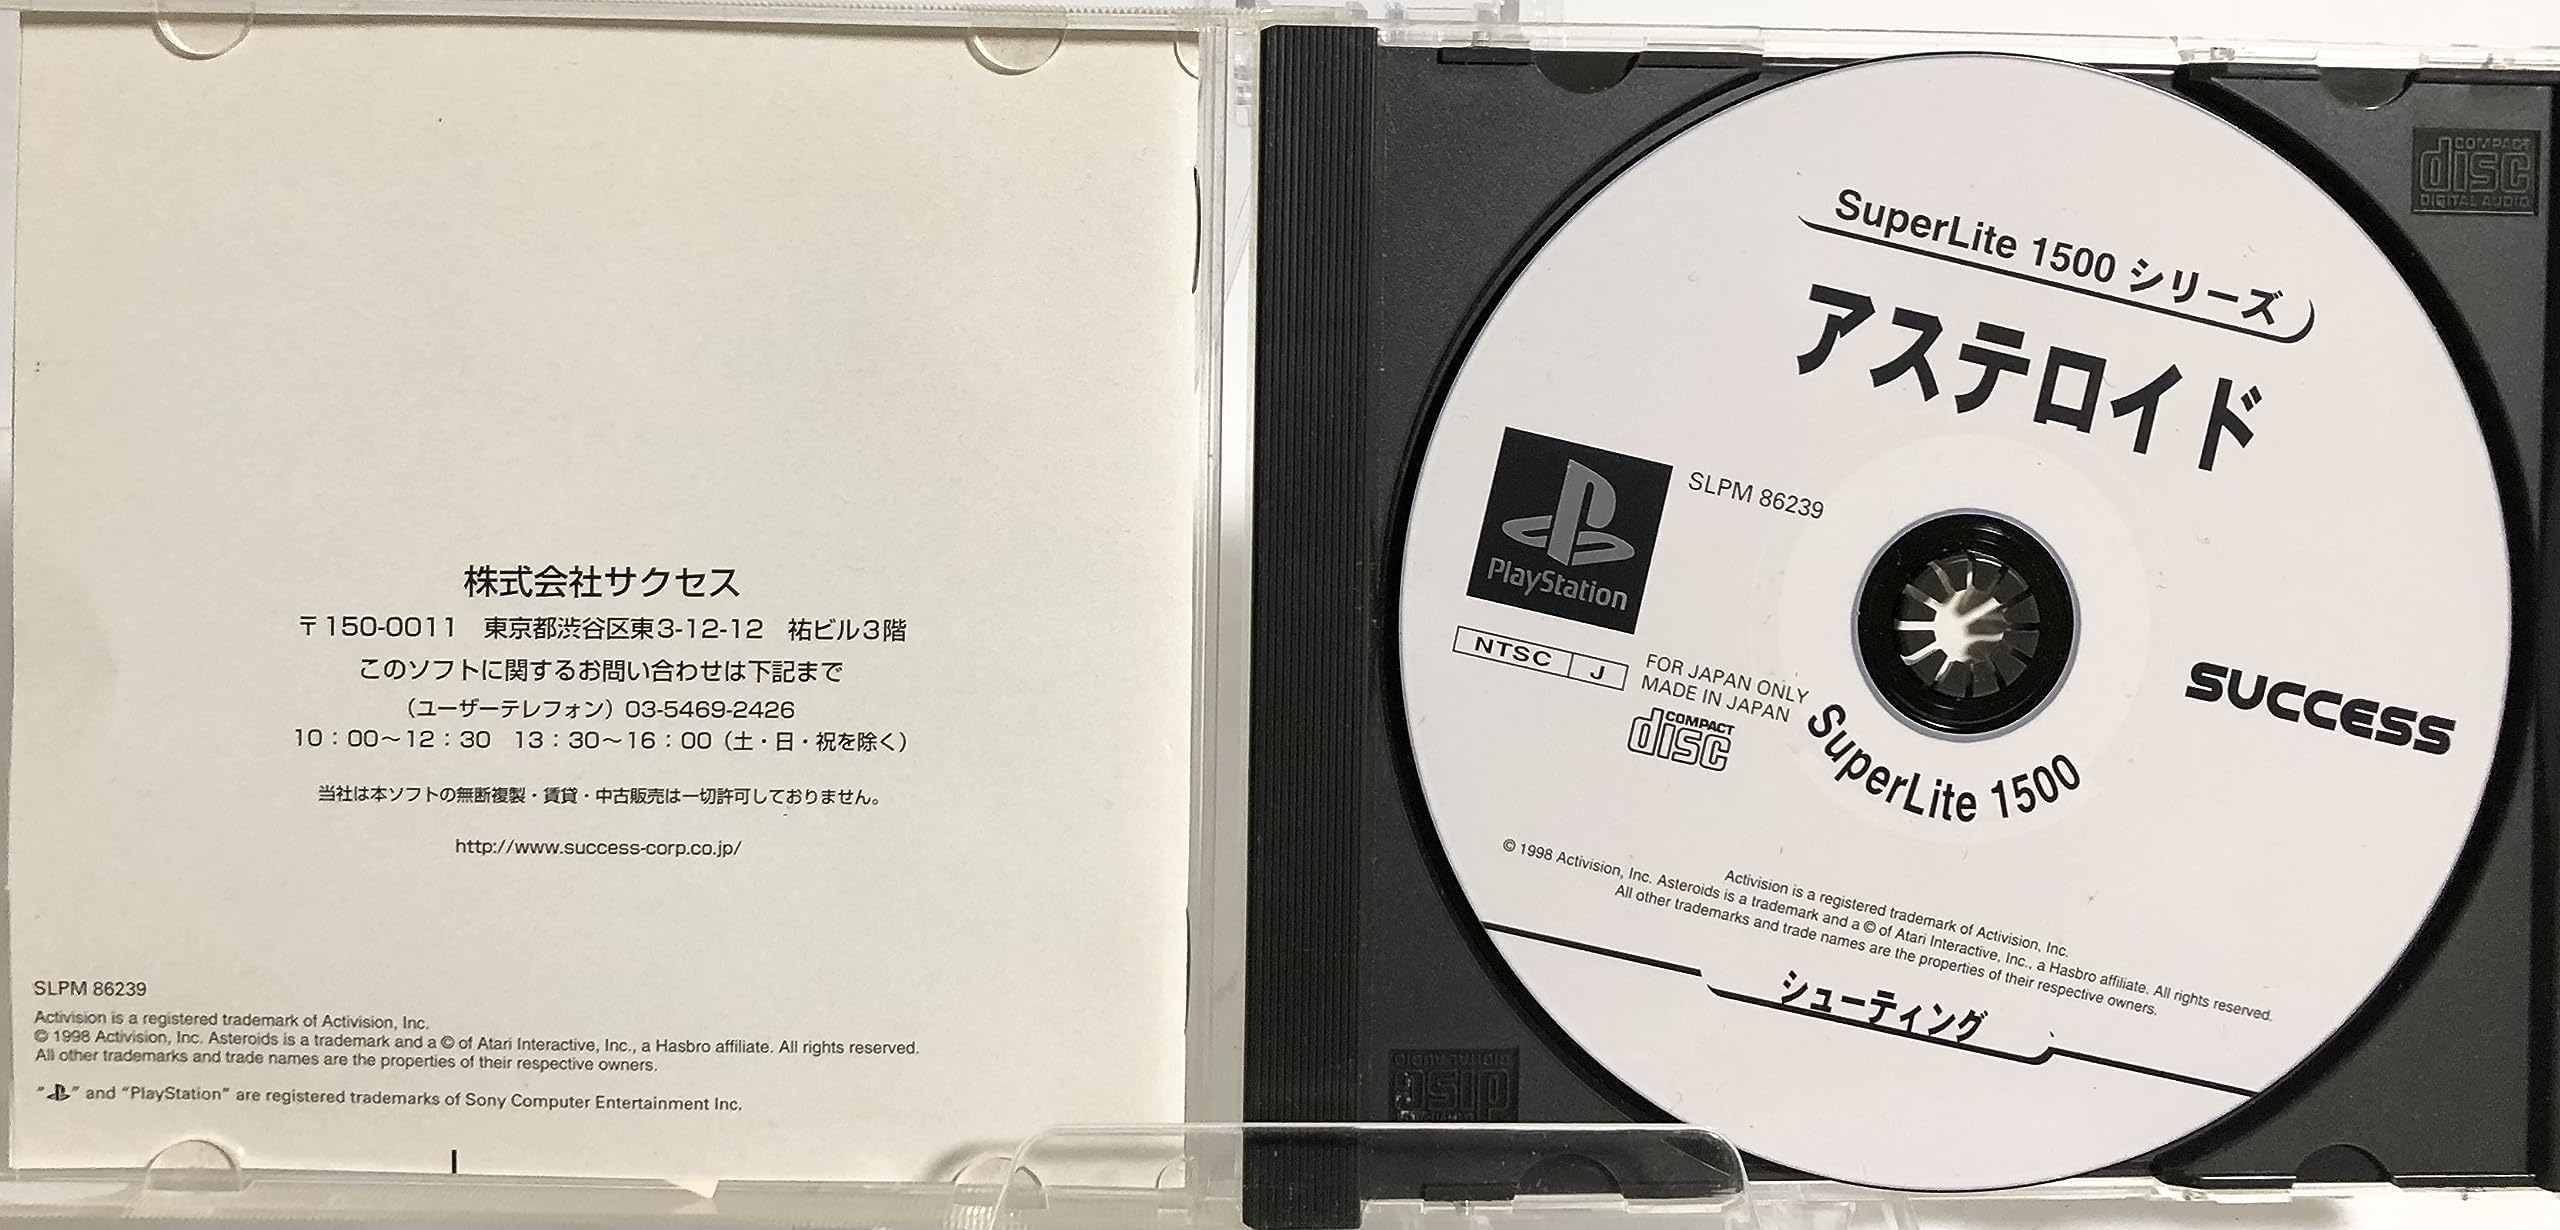 株式会社サクセス
〒150-0011　東京都渋谷区東3-12-12　祐ビル3階
このソフトに関するお問い合わせは下記まで
（ユーザーテレフォン）03-5469-2426
10：00〜12：30　13：30〜16：00（土・日・祝を除く）
当社は本ソフトの無断複製・賃貸・中古販売は一切許可しておりません。
http://www.success-corp.co.jp/
SLPM 86239
Activision is a registered trademark of Activision, Inc.
© 1998 Activision, Inc. Asteroids is a trademark and a © of Atari Interactive, Inc., a Hasbro affiliate. All rights reserved.
All other trademarks and trade names are the properties of their respective owners.
" " and "PlayStation" are registered trademarks of Sony Computer Entertainment Inc.
SuperLite 1500 シリーズ
アステロイド
SLPM 86239
PlayStation
NTSC J
FOR JAPAN ONLY
MADE IN JAPAN
COMPACT
disc
SUCCESS
SuperLite 1500
Activision is a registered trademark of Activision, Inc.
© 1998 Activision, Inc. Asteroids is a trademark and a © of Atari Interactive, Inc., a Hasbro affiliate. All rights reserved.
All other trademarks and trade names are the properties of their respective owners.
シューティング
COMPACT
disc
DIGITAL AUDIO
disc
DIGITAL AUDIO